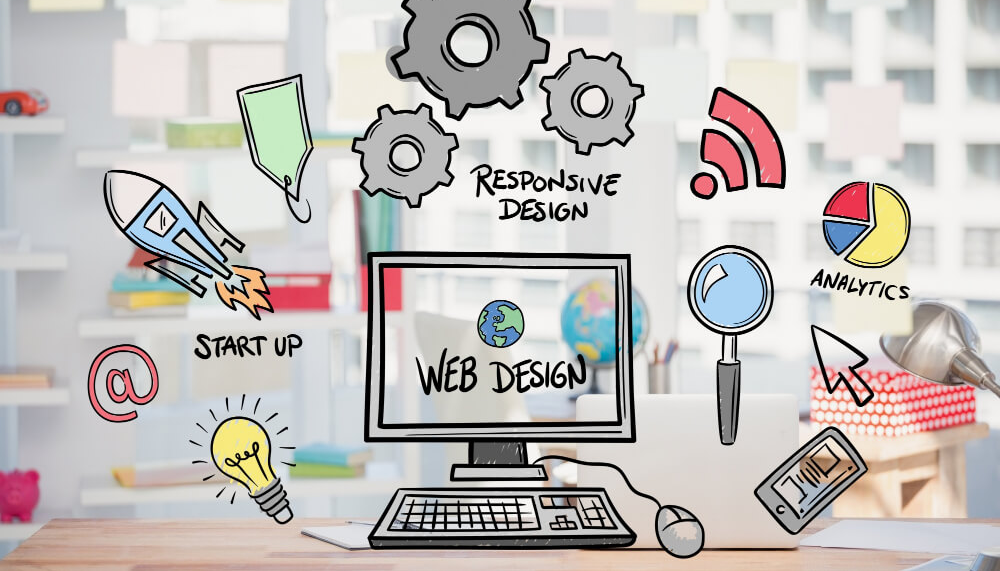 RESPONSIVE
DESIGN
ANALYTICS
START UP
@
WEB DESIGN